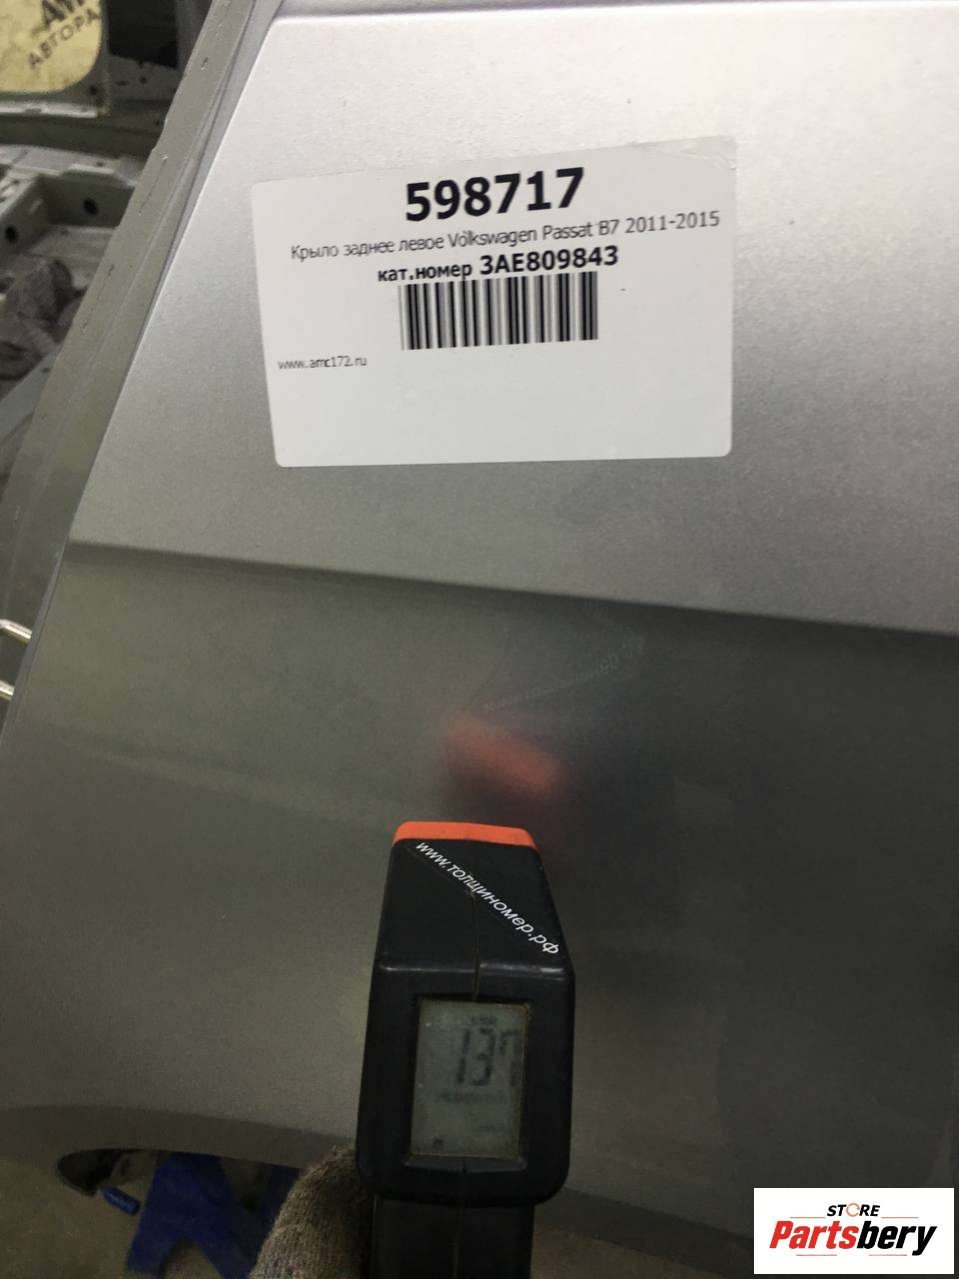 АВТОРА
598717
Крыло заднее левое Volkswagen Passat B7 2011-2015
кат.номер 3AE809843
www.amc172.ru
www.толщиномер.рф
137
STORE
Partsbery